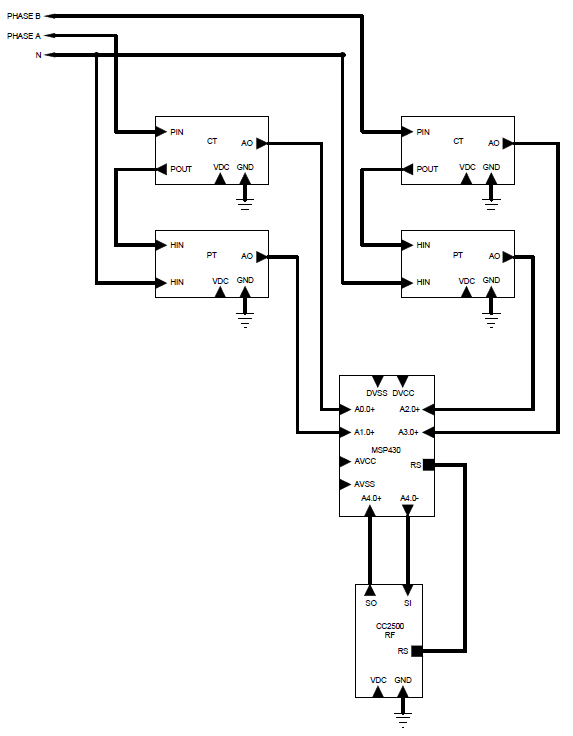 PHASE B
PHASE A
N
PIN
CT
AO
POUT
VDC
GND
PIN
CT
AO
POUT
VDC
GND
HIN
PT
AO
HIN
VDC
GND
HIN
PT
AO
HIN
VDC
GND
DVSS
DVCC
A0.0+
A2.0+
A1.0+
A3.0+
MSP430
AVCC
RS
AVSS
A4.0+
A4.0-
SO
SI
CC2500
RF
RS
VDC
GND